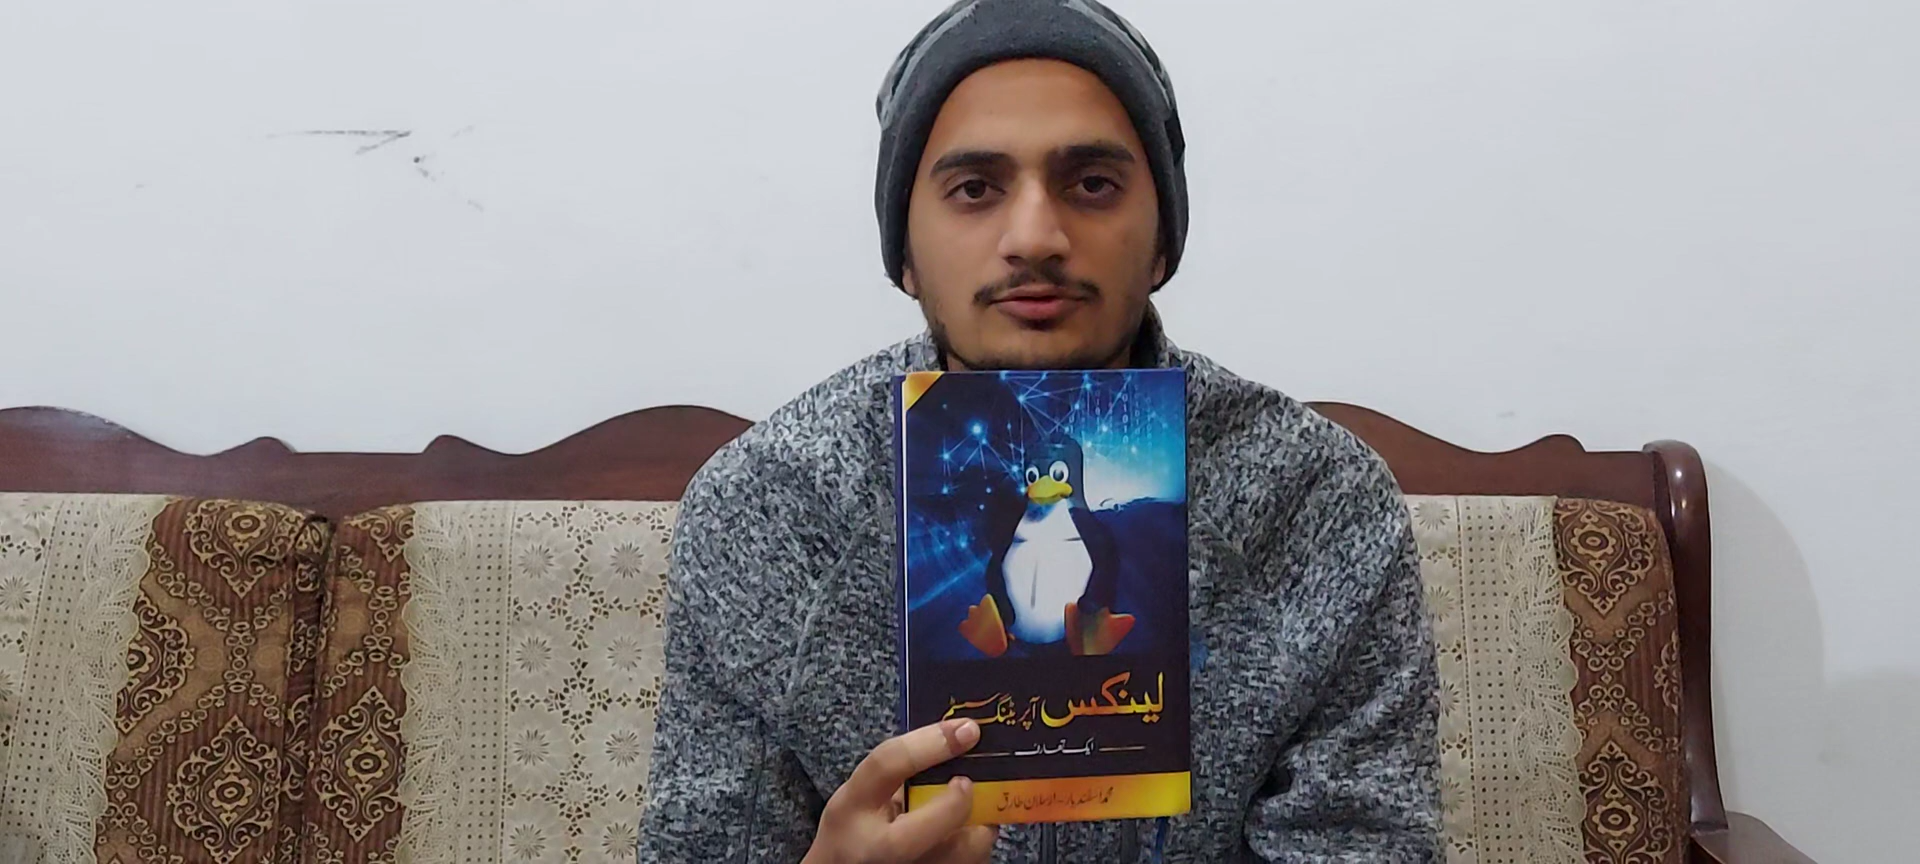 لینکس آپریٹنگ سسٹم
ایک تعارف
محمد اسفندیار - ارسلان طارق